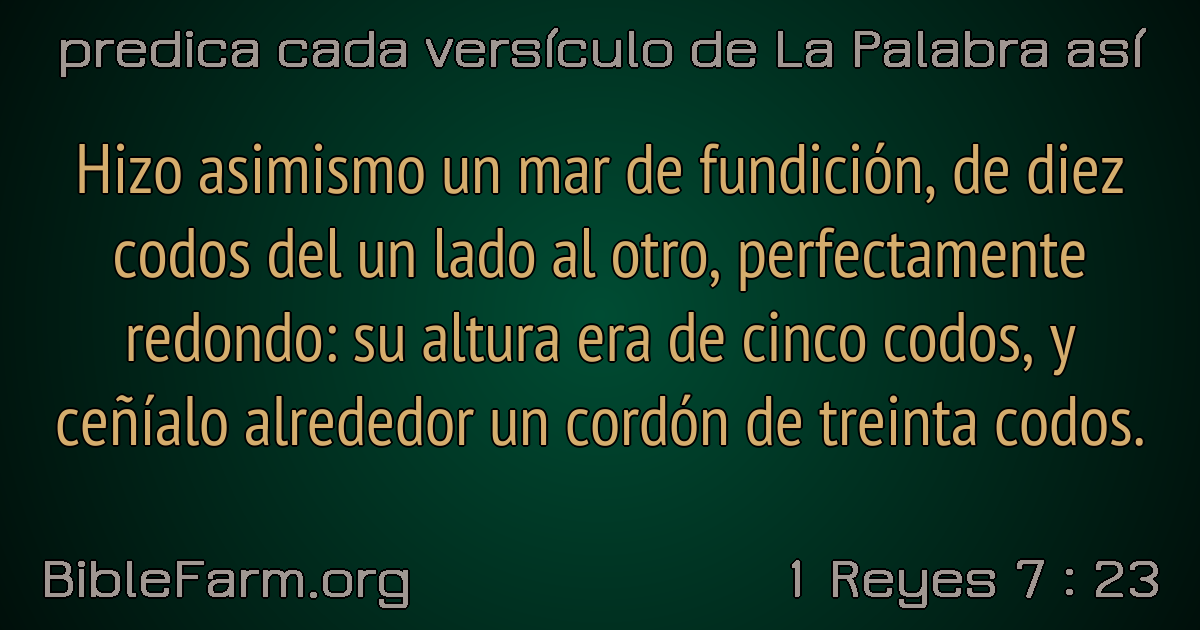 predica cada versículo de La Palabra así
Hizo asimismo un mar de fundición, de diez
codos del un lado al otro, perfectamente
redondo: su altura era de cinco codos, y
ceñíalo alrededor un cordón de treinta codos.
BibleFarm.org
1 Reyes 7 : 23